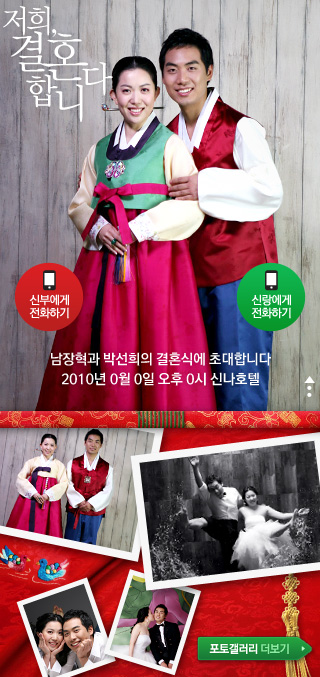 저희,
결혼
합니다
신부에게
전화하기
신랑에게
전화하기
남장혁과 박선희의 결혼식에 초대합니다
2010년 0월 0일 오후 0시 신나호텔
포토갤러리 더보기